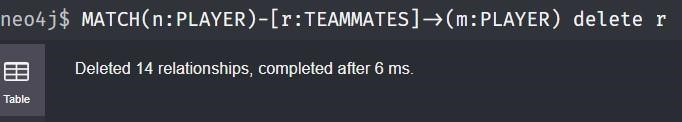 neo4j$ MATCH(n:PLAYER)-[r:TEAMMATES]->(m:PLAYER) delete r
Deleted 14 relationships, completed after 6 ms.
Table